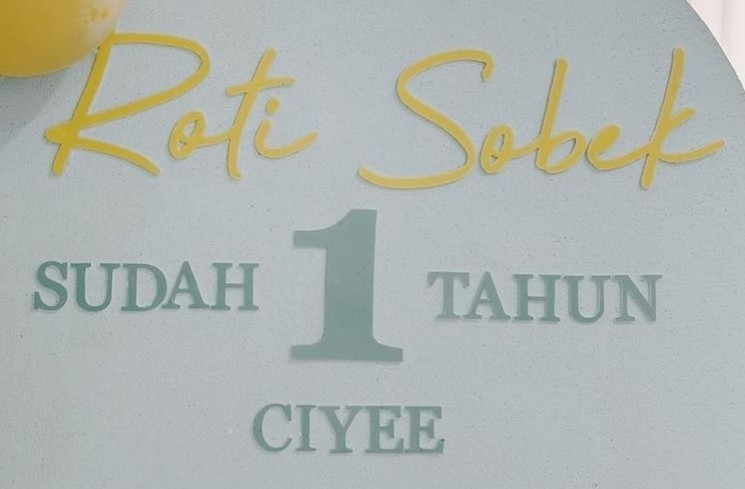 Roti Sobek
SUDAH 1 TAHUN
CIYEE